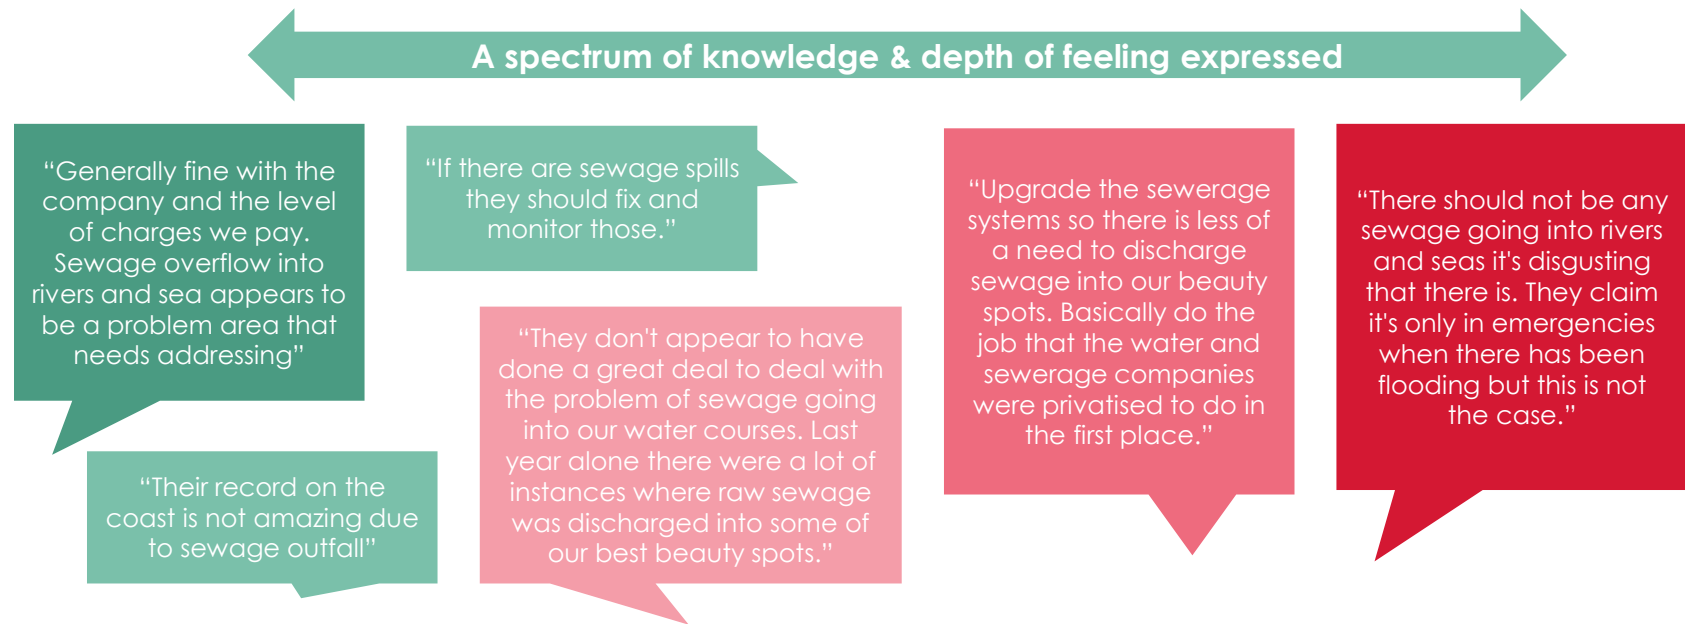 A spectrum of knowledge & depth of feeling expressed
“Generally fine with the
company and the level
of charges we pay.
Sewage overflow into
rivers and sea appears to
be a problem area that
needs addressing”
“Their record on the
coast is not amazing due
to sewage outfall”
“If there are sewage spills
they should fix and
monitor those.”
“They don't appear to have
done a great deal to deal with
the problem of sewage going
into our water courses. Last
year alone there were a lot of
instances where raw sewage
was discharged into some of
our best beauty spots.”
“Upgrade the sewerage
systems so there is less of
a need to discharge
sewage into our beauty
spots. Basically do the
job that the water and
sewerage companies
were privatised to do in
the first place.”
“There should not be any
sewage going into rivers
and seas it's disgusting
that there is. They claim
it's only in emergencies
when there has been
flooding but this is not
the case.”